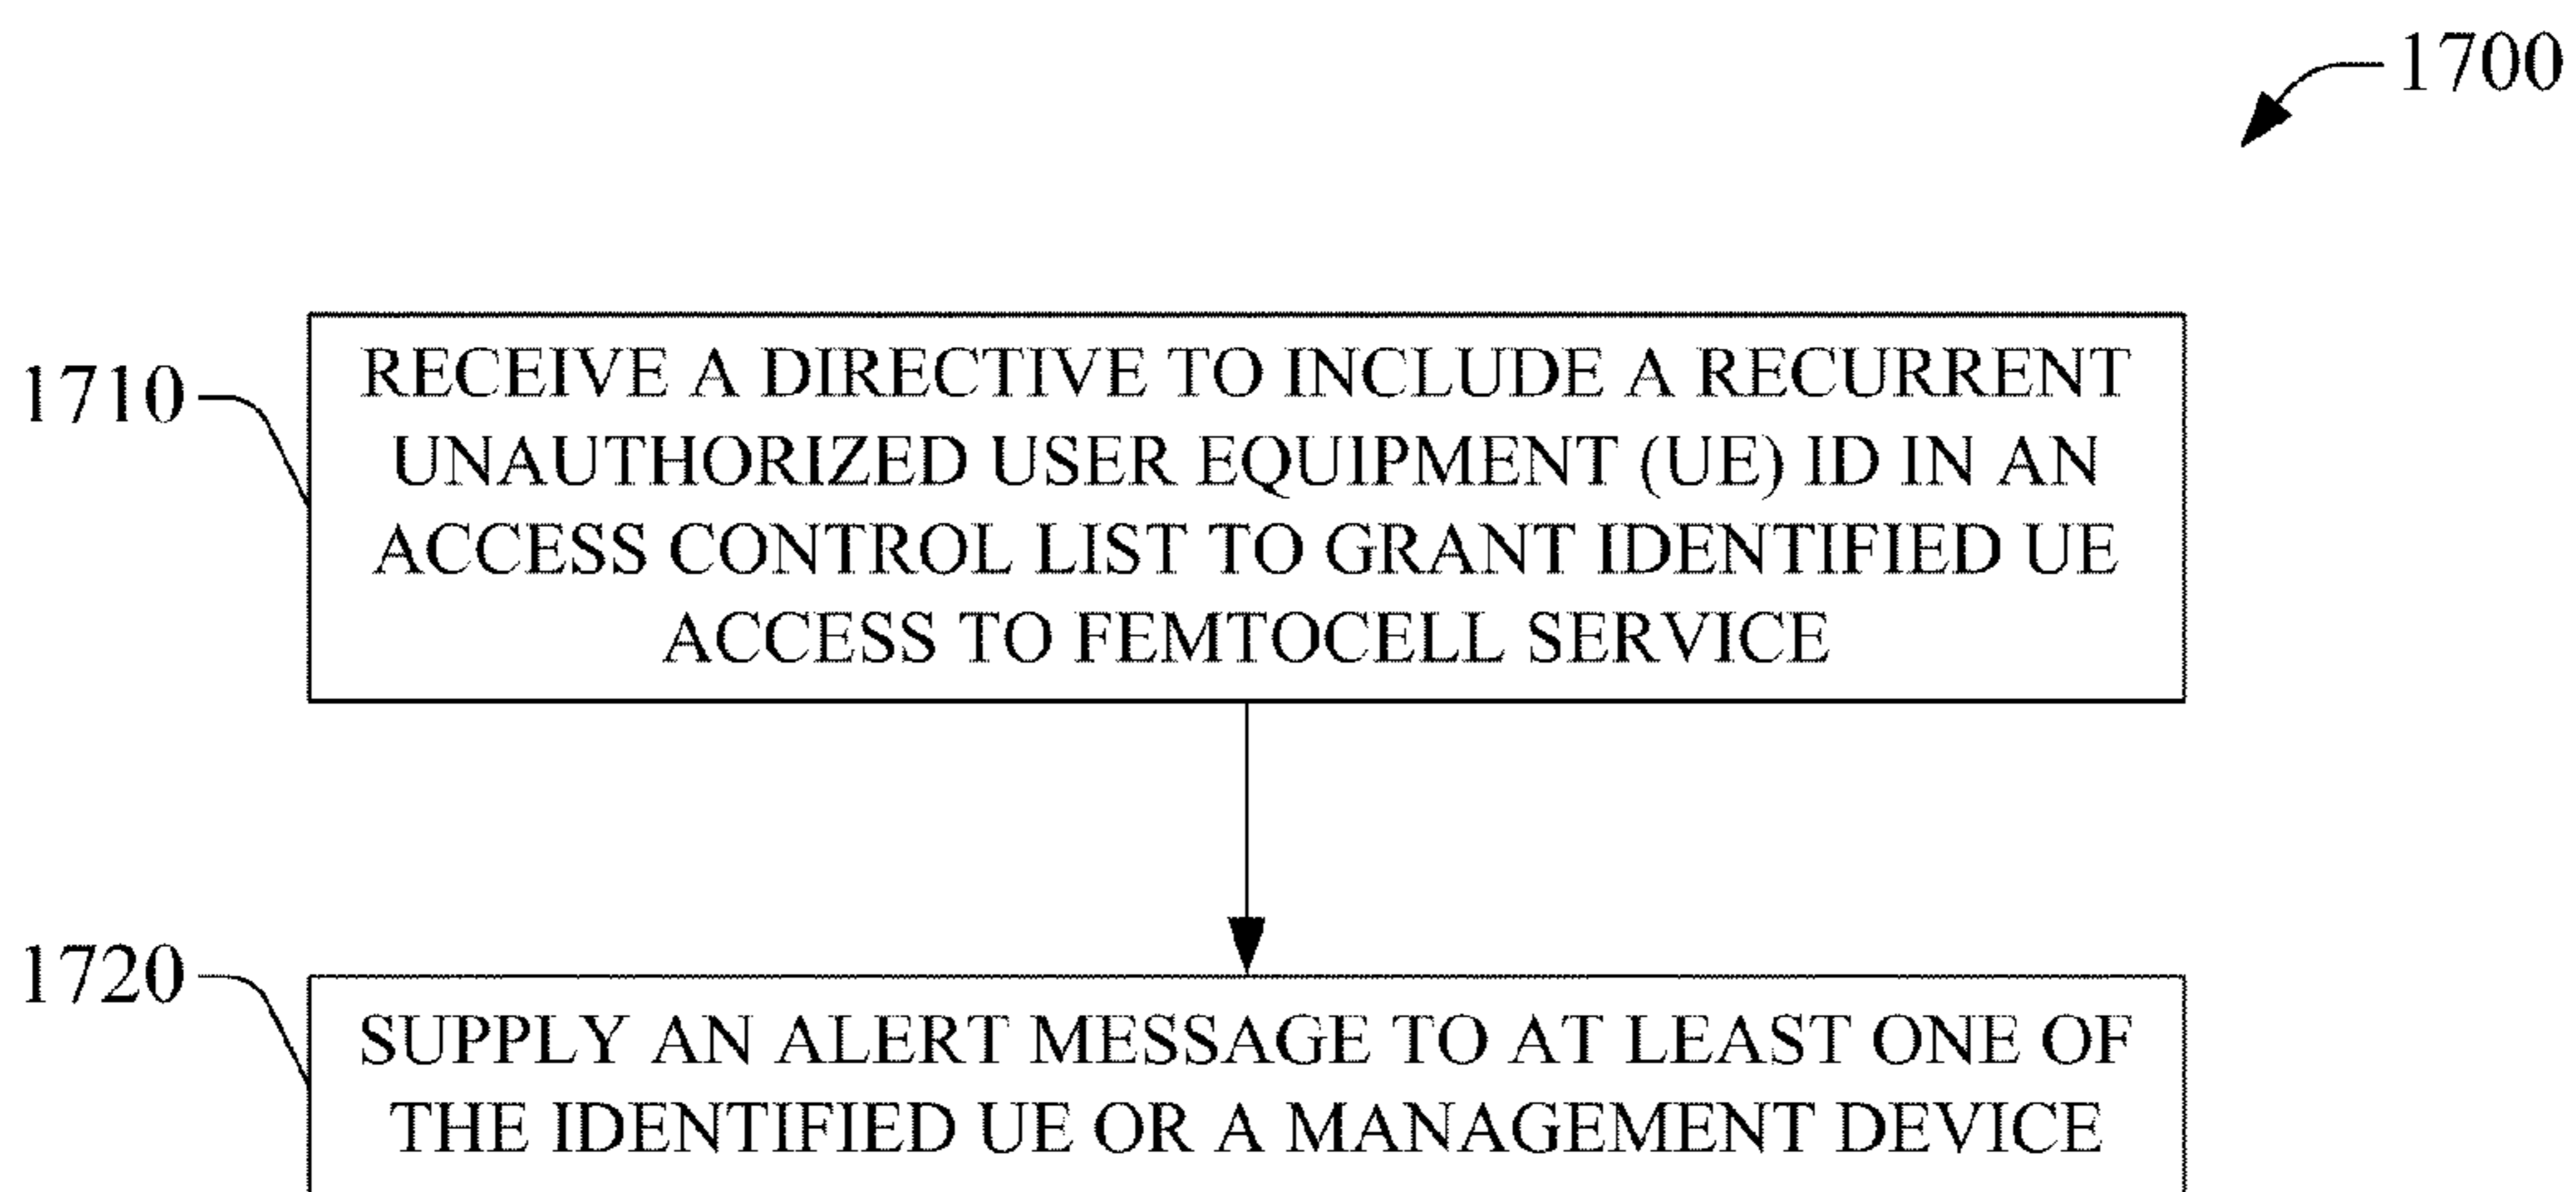 1700
1710
RECEIVE A DIRECTIVE TO INCLUDE A RECURRENT
UNAUTHORIZED USER EQUIPMENT (UE) ID IN AN
ACCESS CONTROL LIST TO GRANT IDENTIFIED UE
ACCESS TO FEMTOCELL SERVICE
1720
SUPPLY AN ALERT MESSAGE TO AT LEAST ONE OF
THE IDENTIFIED UE OR A MANAGEMENT DEVICE